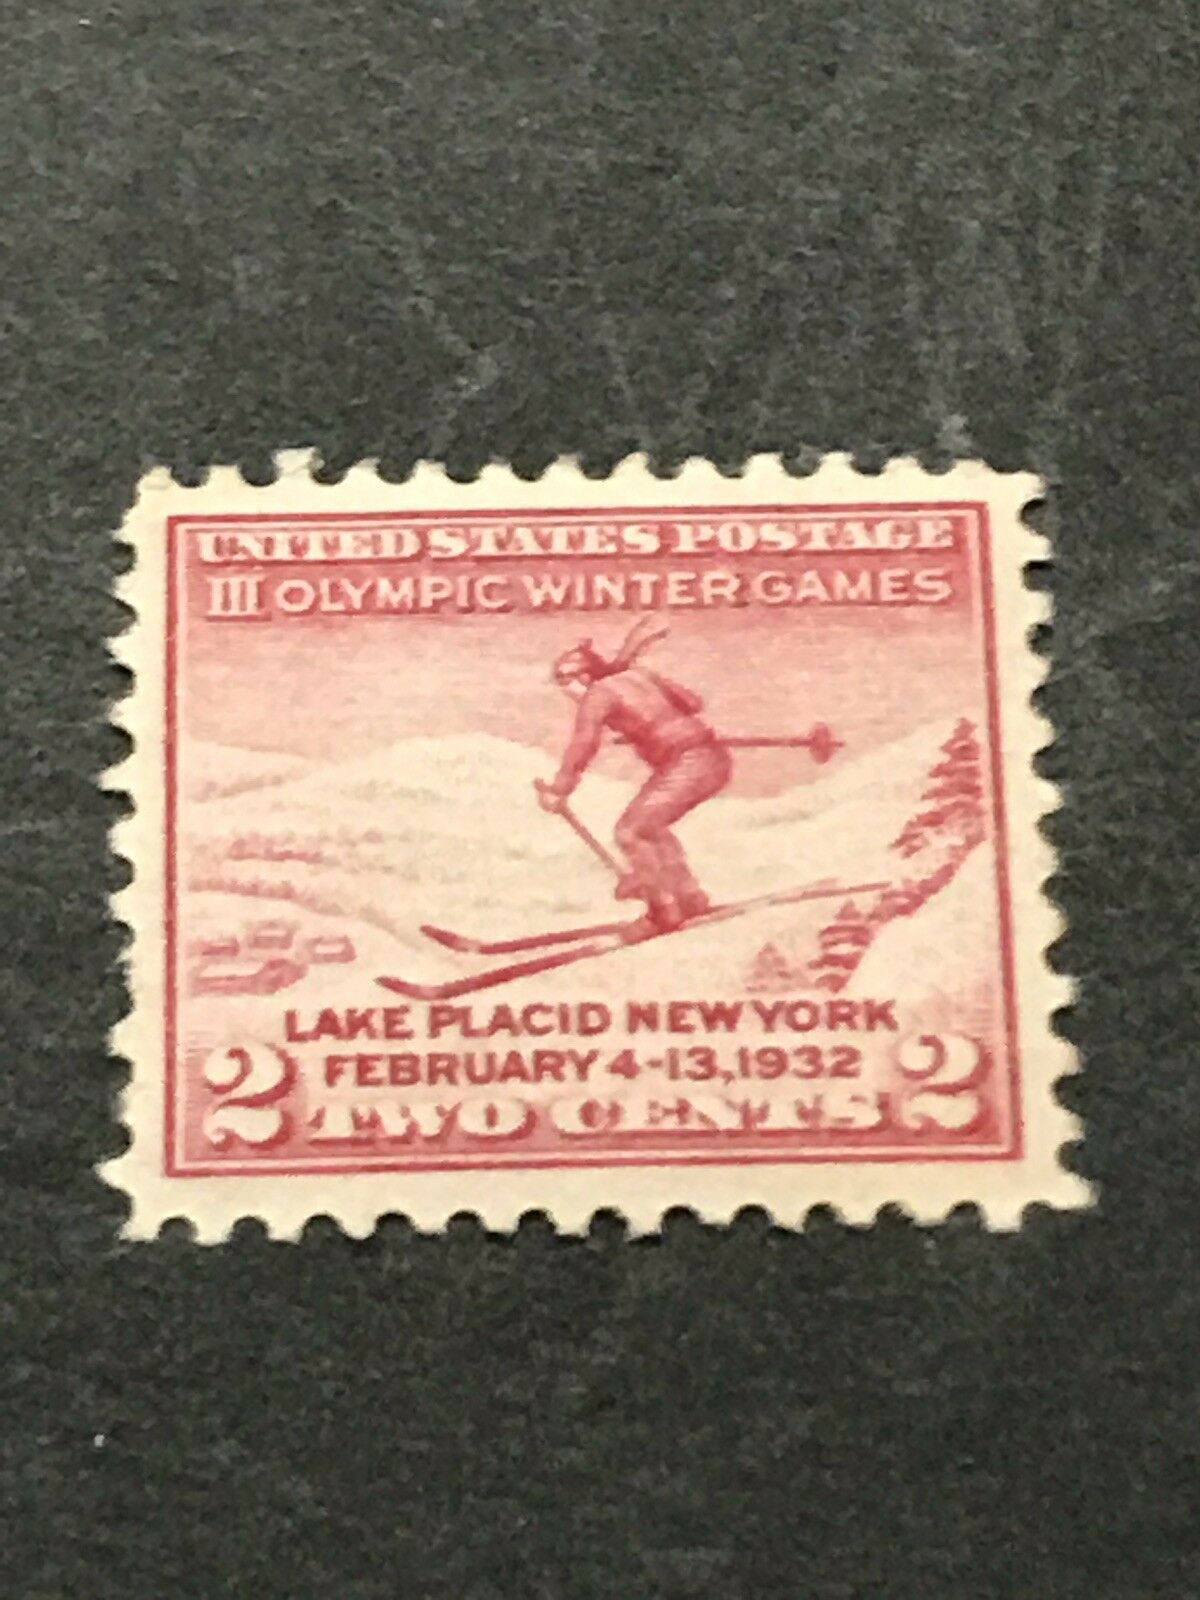 UNITED STATES POSTAGE
III OLYMPIC WINTER GAMES
LAKE PLACID NEW YORK
FEBRUARY 4-13, 1932
2 TWO CENTS 2